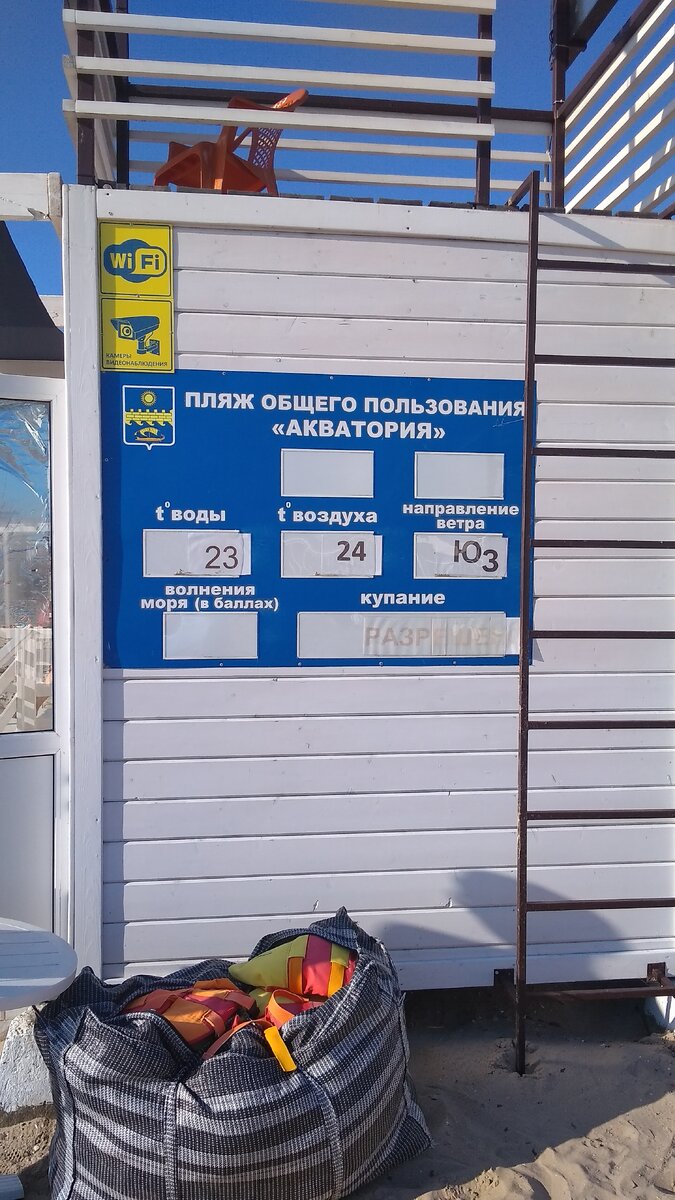 WiFi
КАМЕРЫ
ВИДЕОНАБЛЮДЕНИЯ
ПЛЯЖ ОБЩЕГО ПОЛЬЗОВАНИЯ
«АКВАТОРИЯ»
t° воды
t° воздуха
направление
ветра
23
24
ЮЗ
волнения
моря (в баллах)
купание